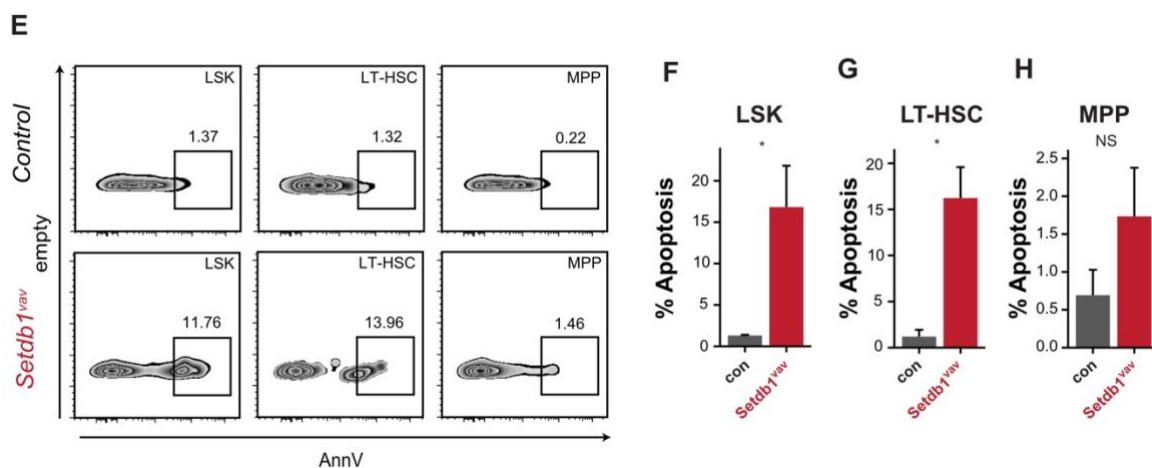 E
Control
Setdb1vav
empty
LSK
1.37
LT-HSC
1.32
MPP
0.22
LSK
11.76
LT-HSC
13.96
MPP
1.46
AnnV
F
LSK
*
% Apoptosis
20
15
10
5
0
con
Setdb1vav
G
LT-HSC
*
% Apoptosis
20
15
10
5
0
con
Setdb1vav
H
MPP
NS
% Apoptosis
2.5
2.0
1.5
1.0
0.5
0.0
con
Setdb1vav